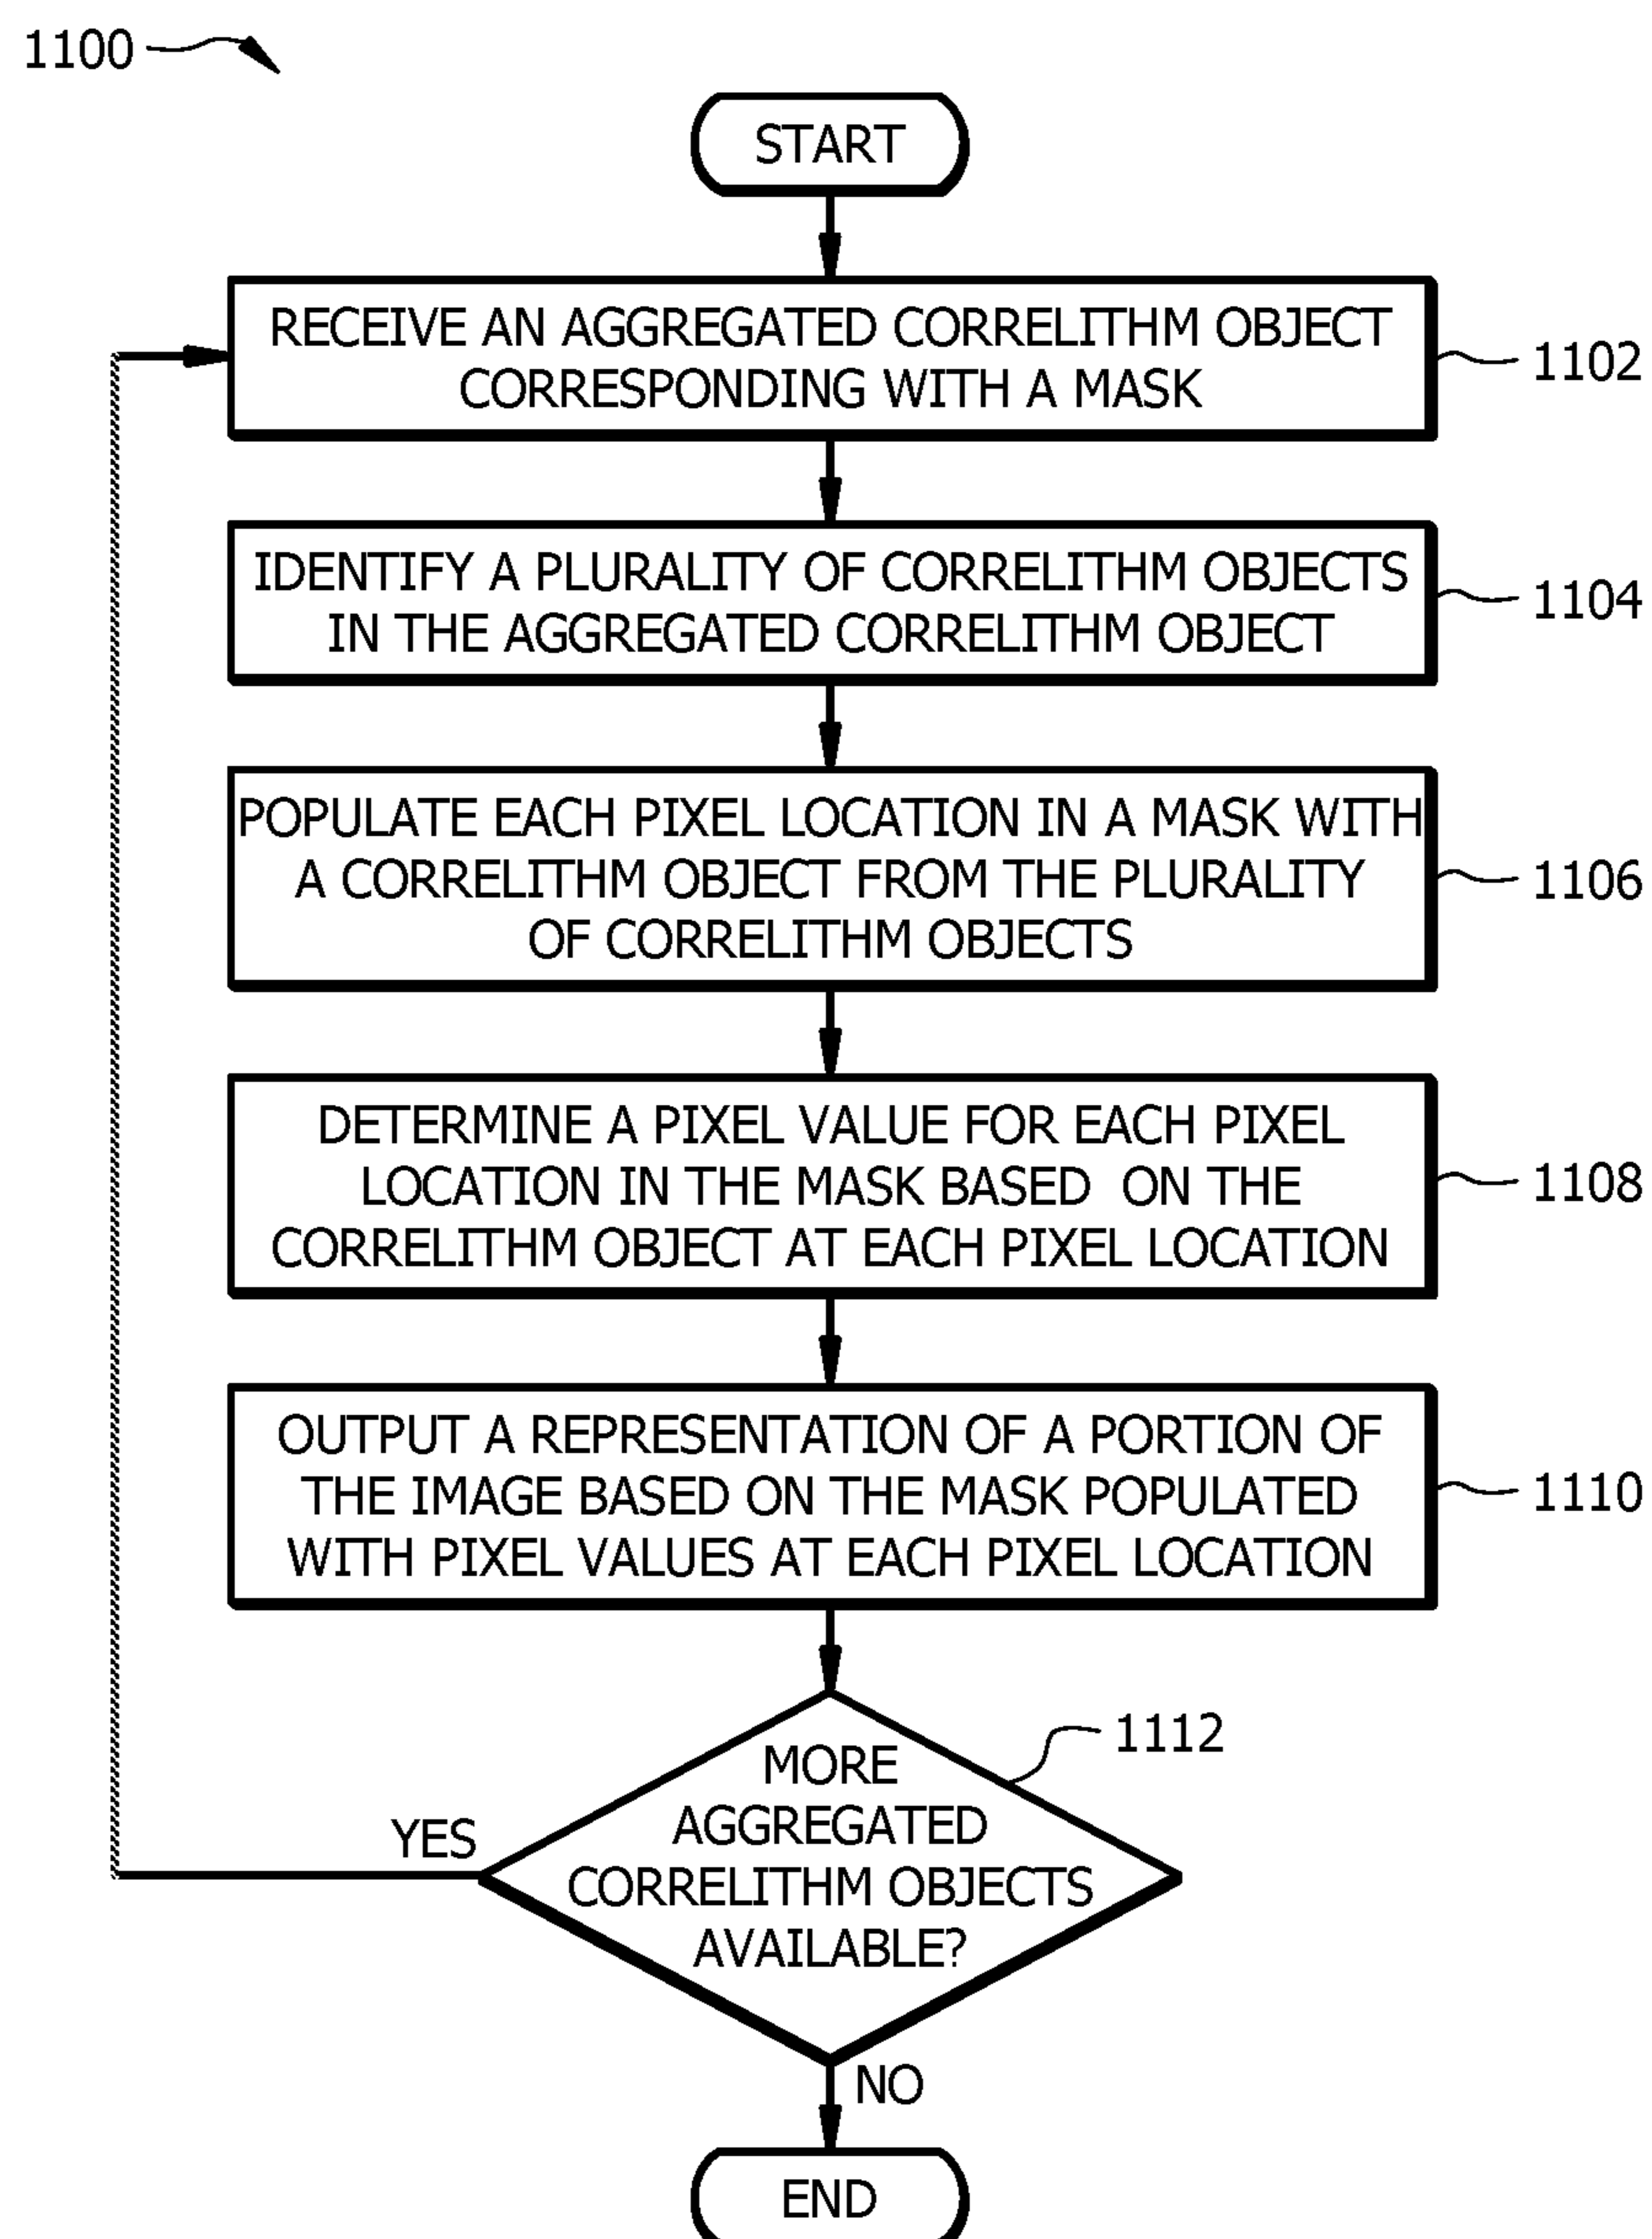 1100
START
RECEIVE AN AGGREGATED CORRELITHM OBJECT
CORRESPONDING WITH A MASK
1102
IDENTIFY A PLURALITY OF CORRELITHM OBJECTS
IN THE AGGREGATED CORRELITHM OBJECT
1104
POPULATE EACH PIXEL LOCATION IN A MASK WITH
A CORRELITHM OBJECT FROM THE PLURALITY
OF CORRELITHM OBJECTS
1106
DETERMINE A PIXEL VALUE FOR EACH PIXEL
LOCATION IN THE MASK BASED ON THE
CORRELITHM OBJECT AT EACH PIXEL LOCATION
1108
OUTPUT A REPRESENTATION OF A PORTION OF
THE IMAGE BASED ON THE MASK POPULATED
WITH PIXEL VALUES AT EACH PIXEL LOCATION
1110
1112
MORE
AGGREGATED
CORRELITHM OBJECTS
AVAILABLE?
YES
NO
END